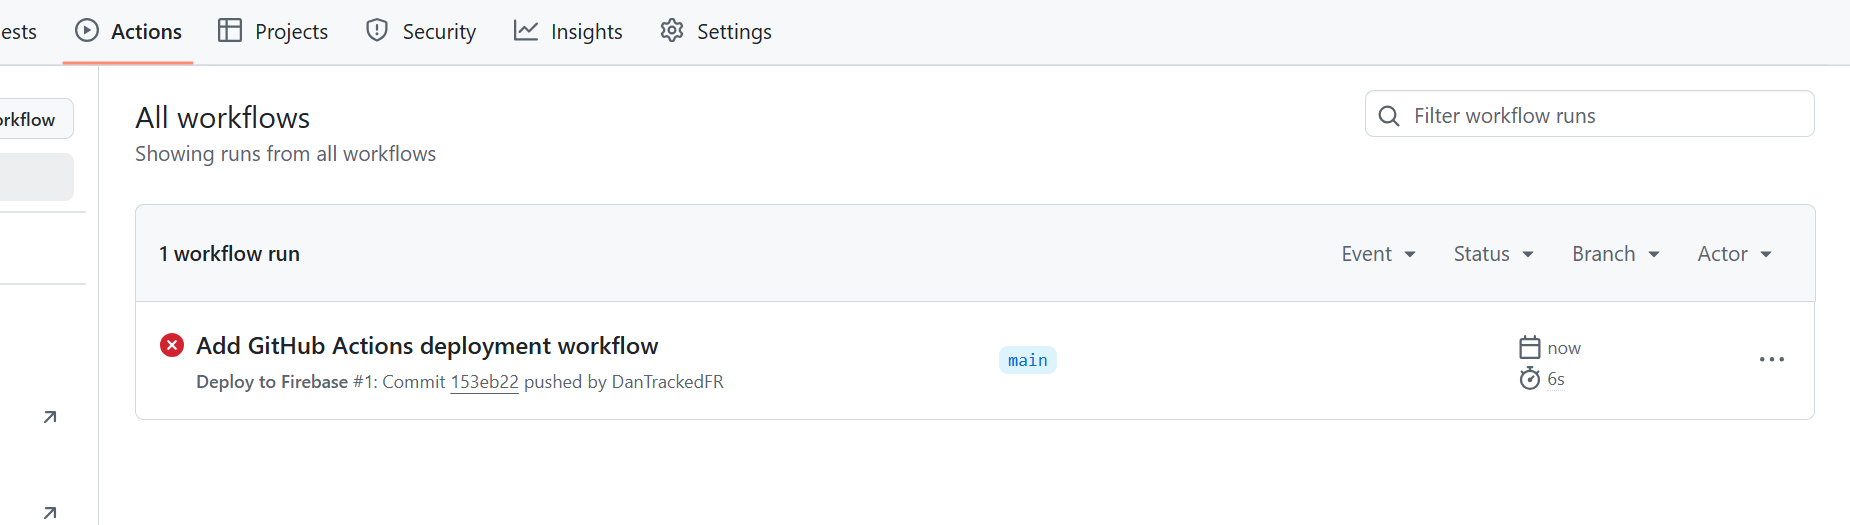 ests Actions Projects Security Insights Settings
orkflow
All workflows
Filter workflow runs
Showing runs from all workflows
1 workflow run
Event Status Branch Actor
Add GitHub Actions deployment workflow
main
now
Deploy to Firebase #1: Commit 153eb22 pushed by DanTrackedFR
6s